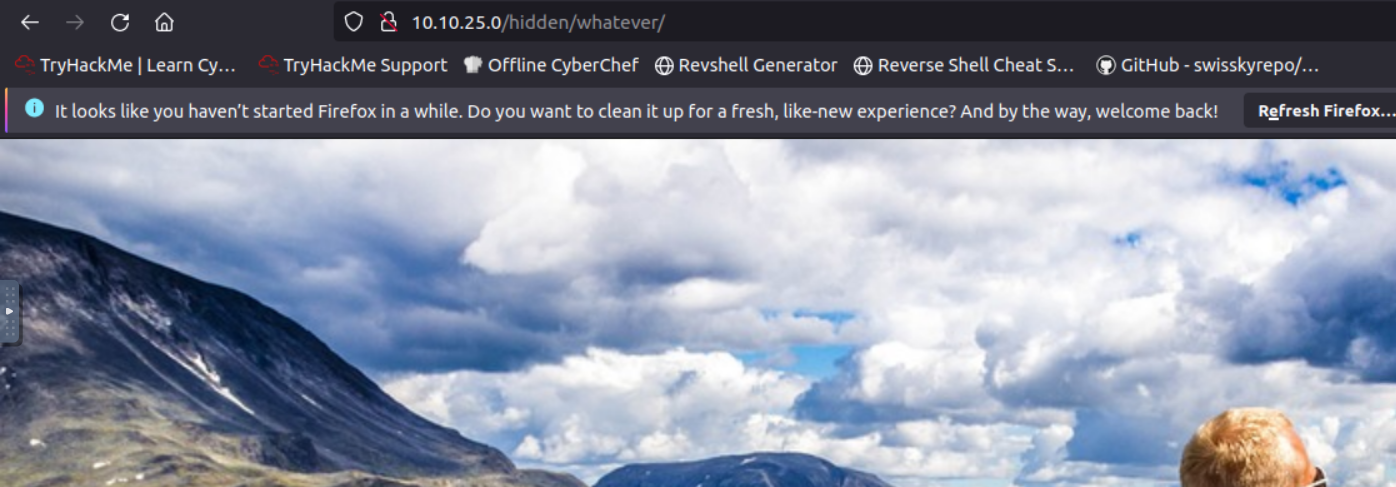 10.10.25.0/hidden/whatever/
TryHackMe | Learn Cy... TryHackMe Support Offline CyberChef Revshell Generator Reverse Shell Cheat S... GitHub - swisskyrepo/...
It looks like you haven’t started Firefox in a while. Do you want to clean it up for a fresh, like-new experience? And by the way, welcome back! Refresh Firefox...